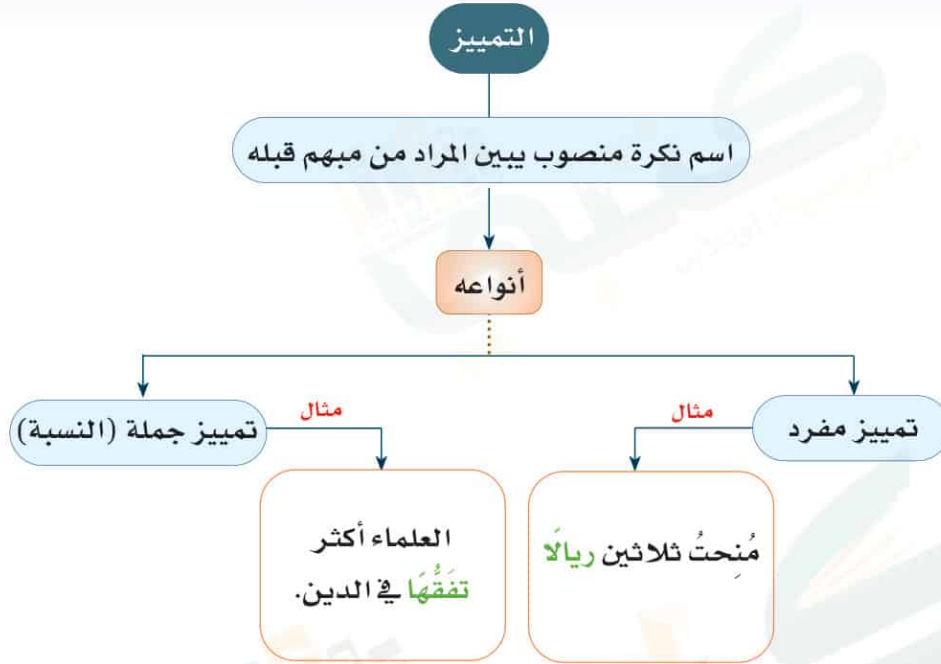 التمييز
اسم نكرة منصوب يبين المراد من مبهم قبله
أنواعه
تمييز مفرد
مثال
مُنِحتُ ثلاثين ريالًا
تمييز جملة (النسبة)
مثال
العلماء أكثر
تفَقُّهًا في الدين.